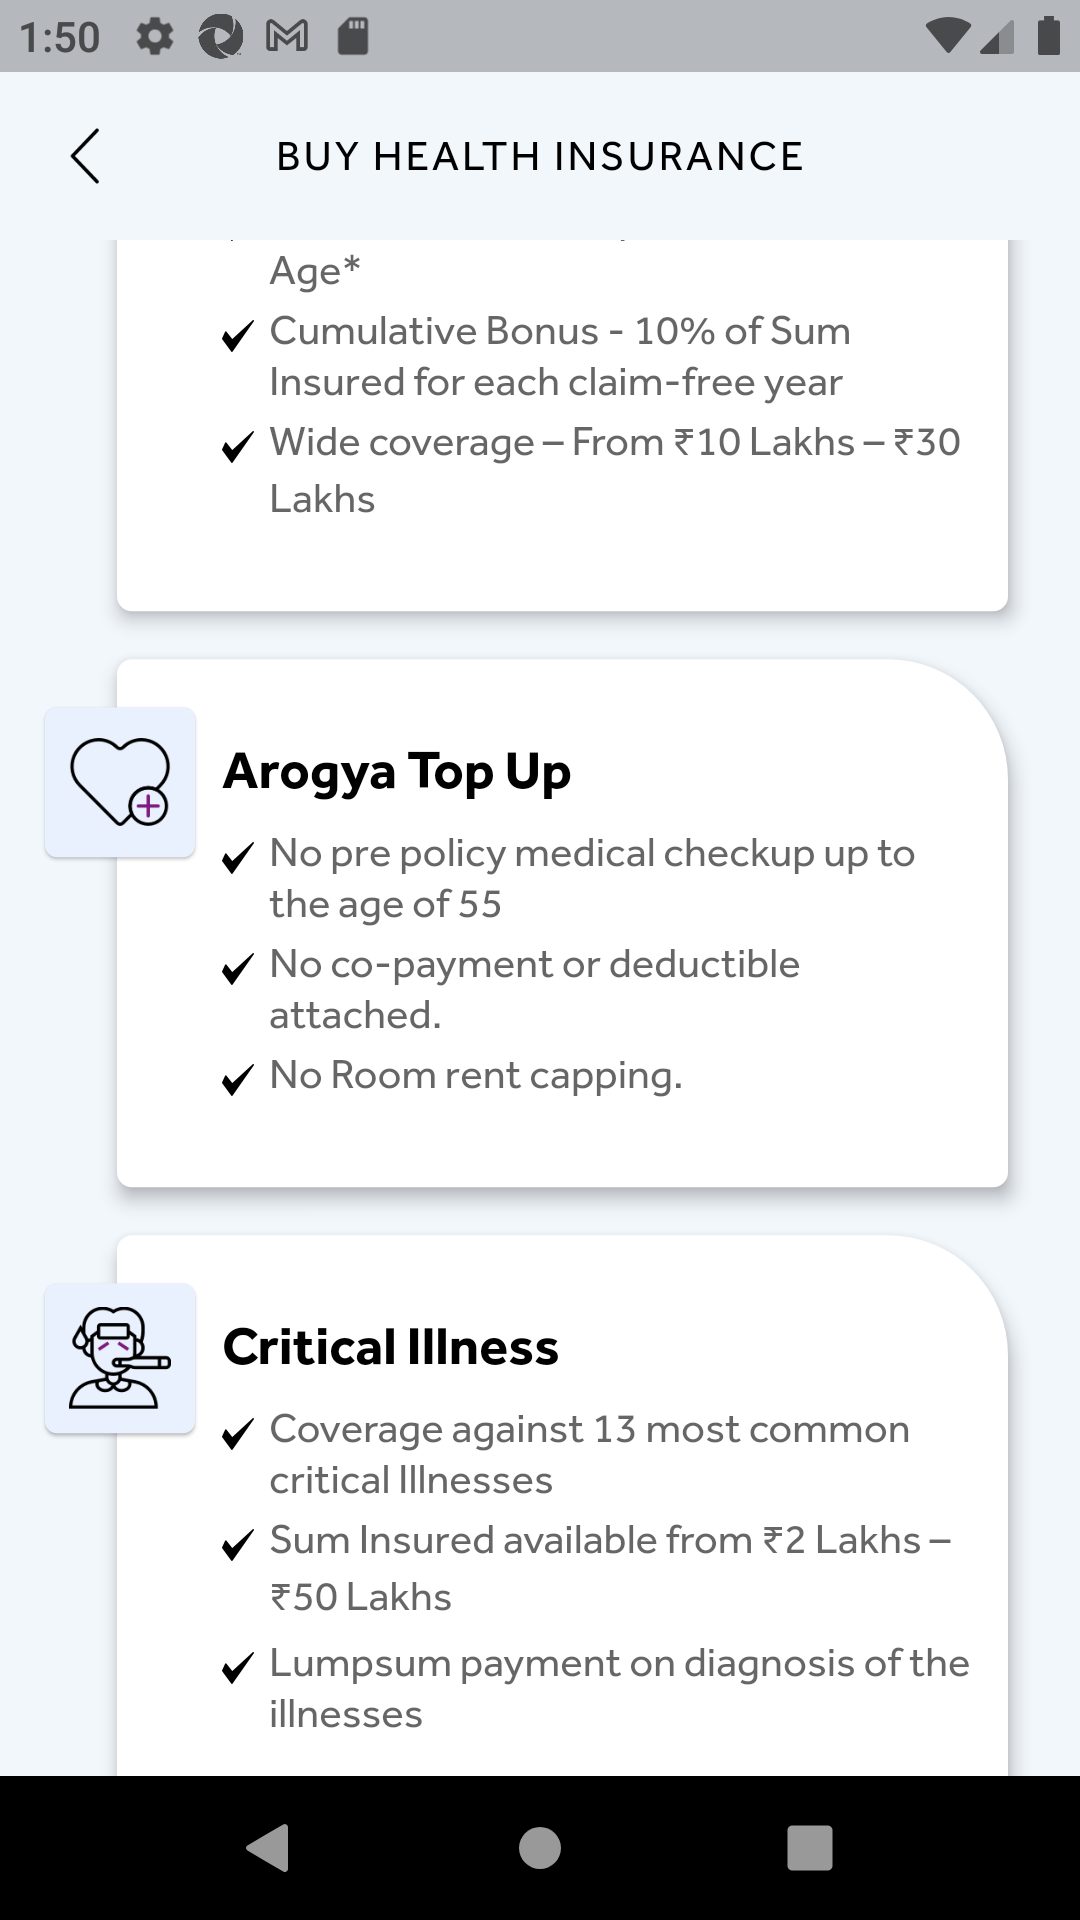 1:50
BUY HEALTH INSURANCE
Age*
Cumulative Bonus - 10% of Sum
Insured for each claim-free year
Wide coverage – From ₹10 Lakhs – ₹30
Lakhs
Arogya Top Up
No pre policy medical checkup up to
the age of 55
No co-payment or deductible
attached.
No Room rent capping.
Critical Illness
Coverage against 13 most common
critical Illnesses
Sum Insured available from ₹2 Lakhs –
₹50 Lakhs
Lumpsum payment on diagnosis of the
illnesses